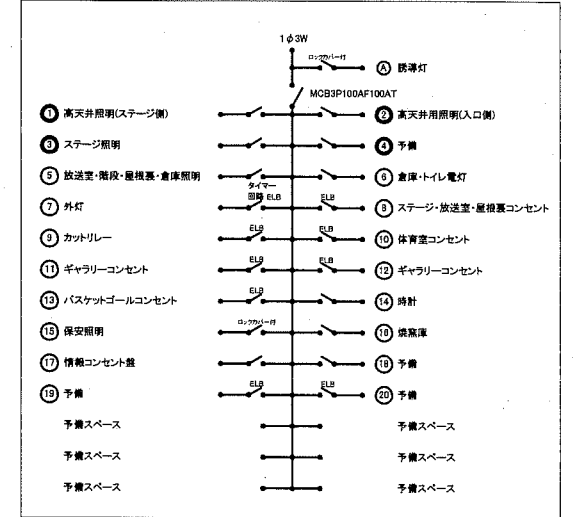 1φ3W
ロックカバー付
A 誘導灯
MCB3P100AF100AT
① 高天井照明(ステージ側)
② 高天井用照明(入口側)
③ ステージ照明
④ 予備
⑤ 放送室・階段・屋根裏・倉庫照明
⑥ 倉庫・トイレ電灯
タイマー
回路 ELB
⑦ 外灯
ELB
⑧ ステージ・放送室・屋根裏コンセント
⑨ カットリレー
ELB
ELB
⑩ 体育室コンセント
⑪ ギャラリーコンセント
ELB
ELB
⑫ ギャラリーコンセント
⑬ バスケットゴールコンセント
ELB
⑭ 時計
⑮ 保安照明
ロックカバー付
⑯ 焼窯庫
⑰ 情報コンセント盤
⑱ 予備
⑲ 予備
ELB
ELB
⑳ 予備
予備スペース
予備スペース
予備スペース
予備スペース
予備スペース
予備スペース